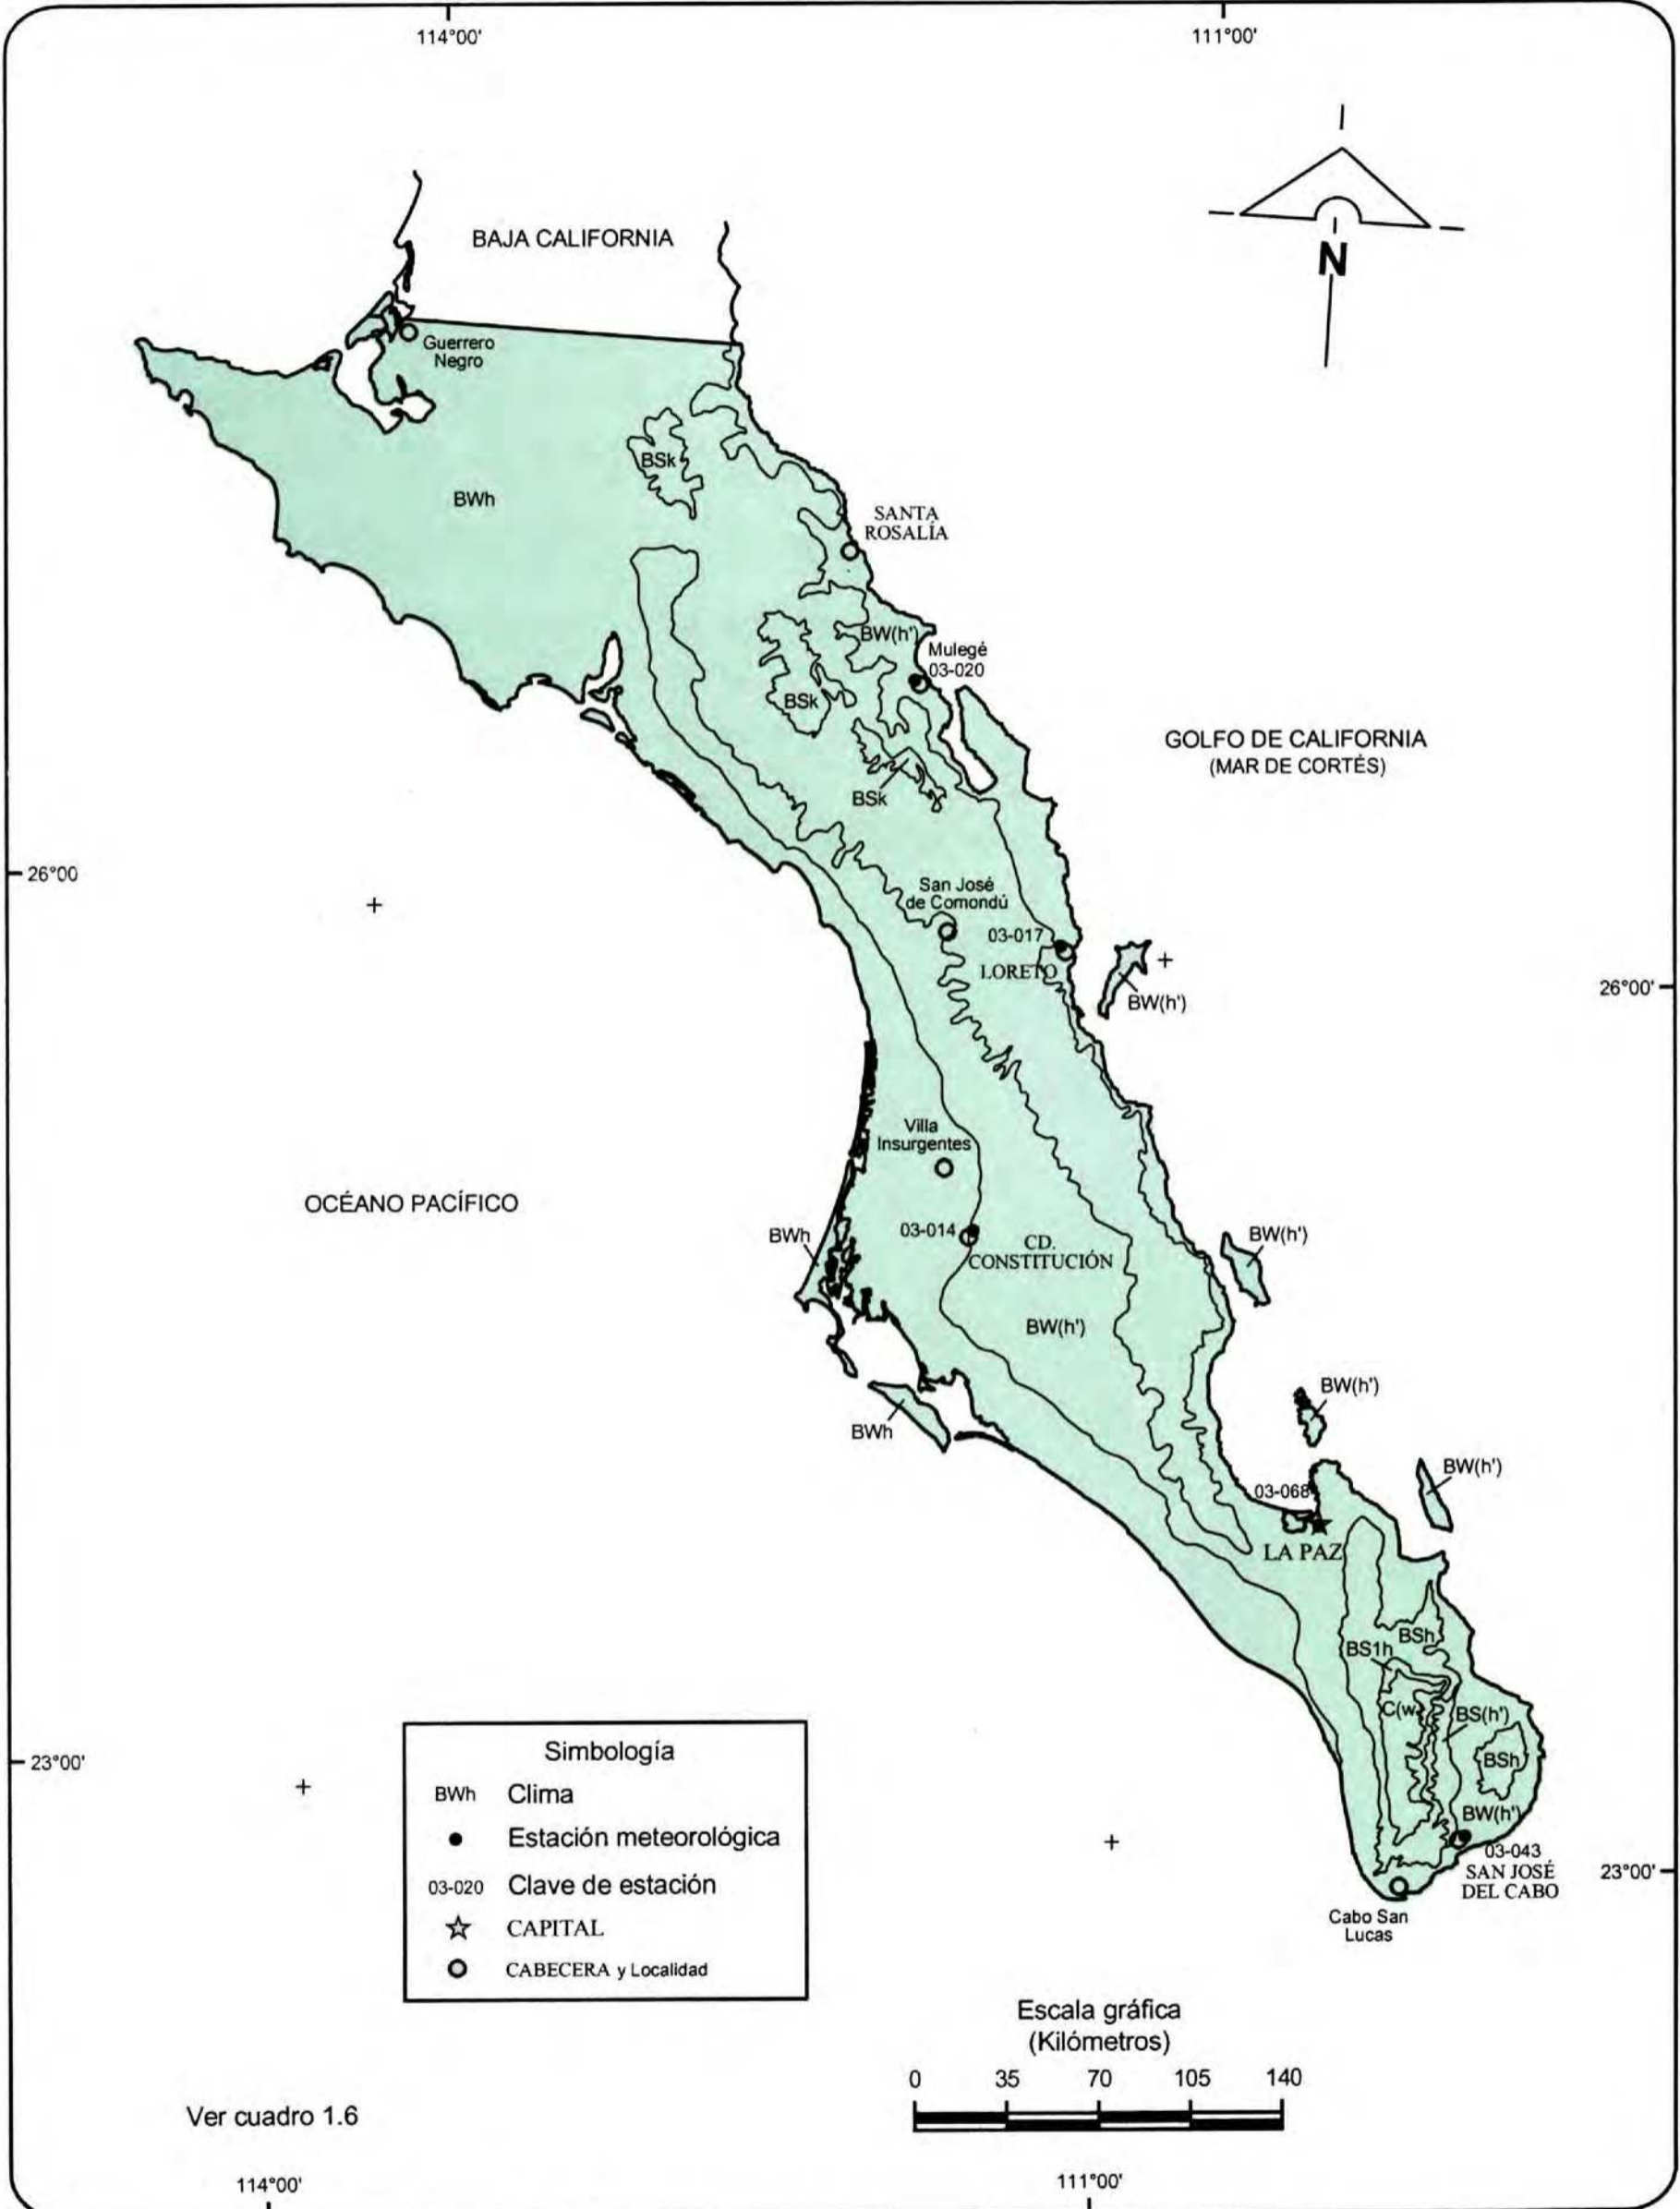 114°00'
111°00'
BAJA CALIFORNIA
N
Guerrero
Negro
BSk
BWh
SANTA
ROSALÍA
BW(h')
Mulegé
03-020
BSk
GOLFO DE CALIFORNIA
(MAR DE CORTÉS)
BSk
26°00
San José
de Comondú
03-017
LORETO
BW(h')
26°00'
Villa
Insurgentes
OCÉANO PACÍFICO
BWh
03-014
CD.
CONSTITUCIÓN
BW(h')
BW(h')
BW(h')
BWh
BW(h')
03-068
LA PAZ
BSh
BS1h
C(w
BS(h')
BSh
BW(h')
03-043
SAN JOSÉ
DEL CABO
Cabo San
Lucas
23°00'
23°00'
Simbología
BWh Clima
Estación meteorológica
03-020 Clave de estación
CAPITAL
CABECERA y Localidad
Escala gráfica
(Kilómetros)
0 35 70 105 140
Ver cuadro 1.6
114°00'
111°00'